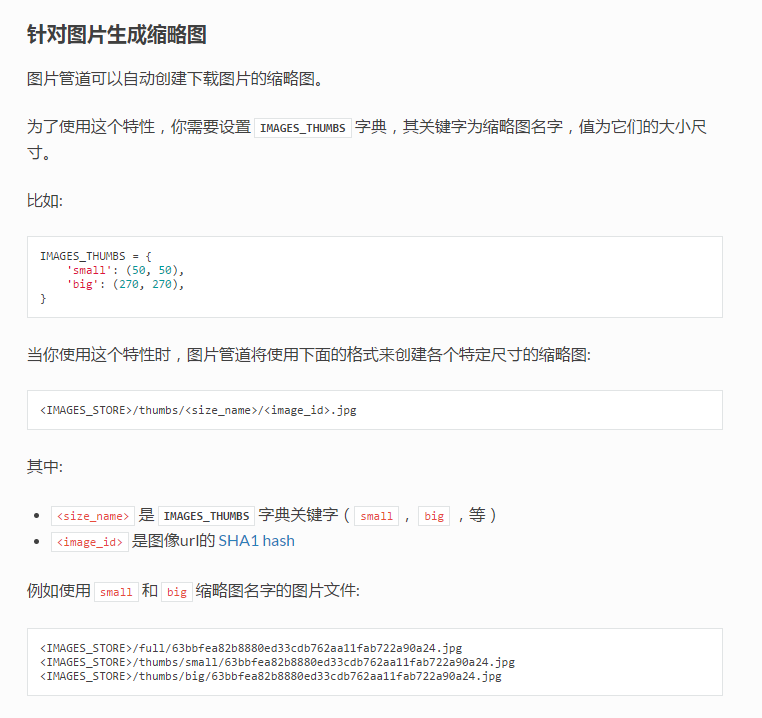 针对图片生成缩略图
图片管道可以自动创建下载图片的缩略图。
为了使用这个特性，你需要设置 IMAGES_THUMBS 字典，其关键字为缩略图名字，值为它们的大小尺
寸。
比如:
IMAGES_THUMBS = {
    'small': (50, 50),
    'big': (270, 270),
}
当你使用这个特性时，图片管道将使用下面的格式来创建各个特定尺寸的缩略图:
<IMAGES_STORE>/thumbs/<size_name>/<image_id>.jpg
其中:
• <size_name> 是 IMAGES_THUMBS 字典关键字（ small ， big ，等）
• <image_id> 是图像url的 SHA1 hash
例如使用 small 和 big 缩略图名字的图片文件:
<IMAGES_STORE>/full/63bbfea82b8880ed33cdb762aa11fab722a90a24.jpg
<IMAGES_STORE>/thumbs/small/63bbfea82b8880ed33cdb762aa11fab722a90a24.jpg
<IMAGES_STORE>/thumbs/big/63bbfea82b8880ed33cdb762aa11fab722a90a24.jpg